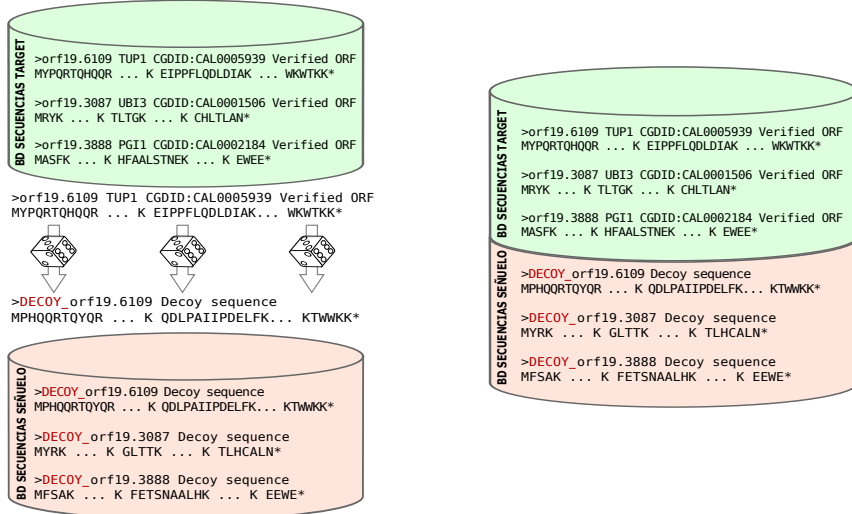 BD SECUENCIAS TARGET
>orf19.6109 TUP1 CGDID:CAL0005939 Verified ORF
MYPQRTQHQQR ... K EIPPFLQDLDIAK ... WKWTKK*
>orf19.3087 UBI3 CGDID:CAL0001506 Verified ORF
MRYK ... K TLTGK ... K CHLTLAN*
>orf19.3888 PGI1 CGDID:CAL0002184 Verified ORF
MASFK ... K HFAALSTNEK ... K EWEE*
>orf19.6109 TUP1 CGDID:CAL0005939 Verified ORF
MYPQRTQHQQR ... K EIPPFLQDLDIAK... WKWTKK*
>DECOY_orf19.6109 Decoy sequence
MPHQQRTQYQR ... K QDLPAIIPDELFK... KTWWKK*
BD SECUENCIAS SEÑUELO
>DECOY_orf19.6109 Decoy sequence
MPHQQRTQYQR ... K QDLPAIIPDELFK... KTWWKK*
>DECOY_orf19.3087 Decoy sequence
MYRK ... K GLTTK ... K TLHCALN*
>DECOY_orf19.3888 Decoy sequence
MFSAK ... K FETSNAALHK ... K EEWE*
BD SECUENCIAS TARGET
>orf19.6109 TUP1 CGDID:CAL0005939 Verified ORF
MYPQRTQHQQR ... K EIPPFLQDLDIAK ... WKWTKK*
>orf19.3087 UBI3 CGDID:CAL0001506 Verified ORF
MRYK ... K TLTGK ... K CHLTLAN*
>orf19.3888 PGI1 CGDID:CAL0002184 Verified ORF
MASFK ... K HFAALSTNEK ... K EWEE*
BD SECUENCIAS SEÑUELO
>DECOY_orf19.6109 Decoy sequence
MPHQQRTQYQR ... K QDLPAIIPDELFK ... KTWWKK*
>DECOY_orf19.3087 Decoy sequence
MYRK ... K GLTTK ... K TLHCALN*
>DECOY_orf19.3888 Decoy sequence
MFSAK ... K FETSNAALHK ... K EEWE*